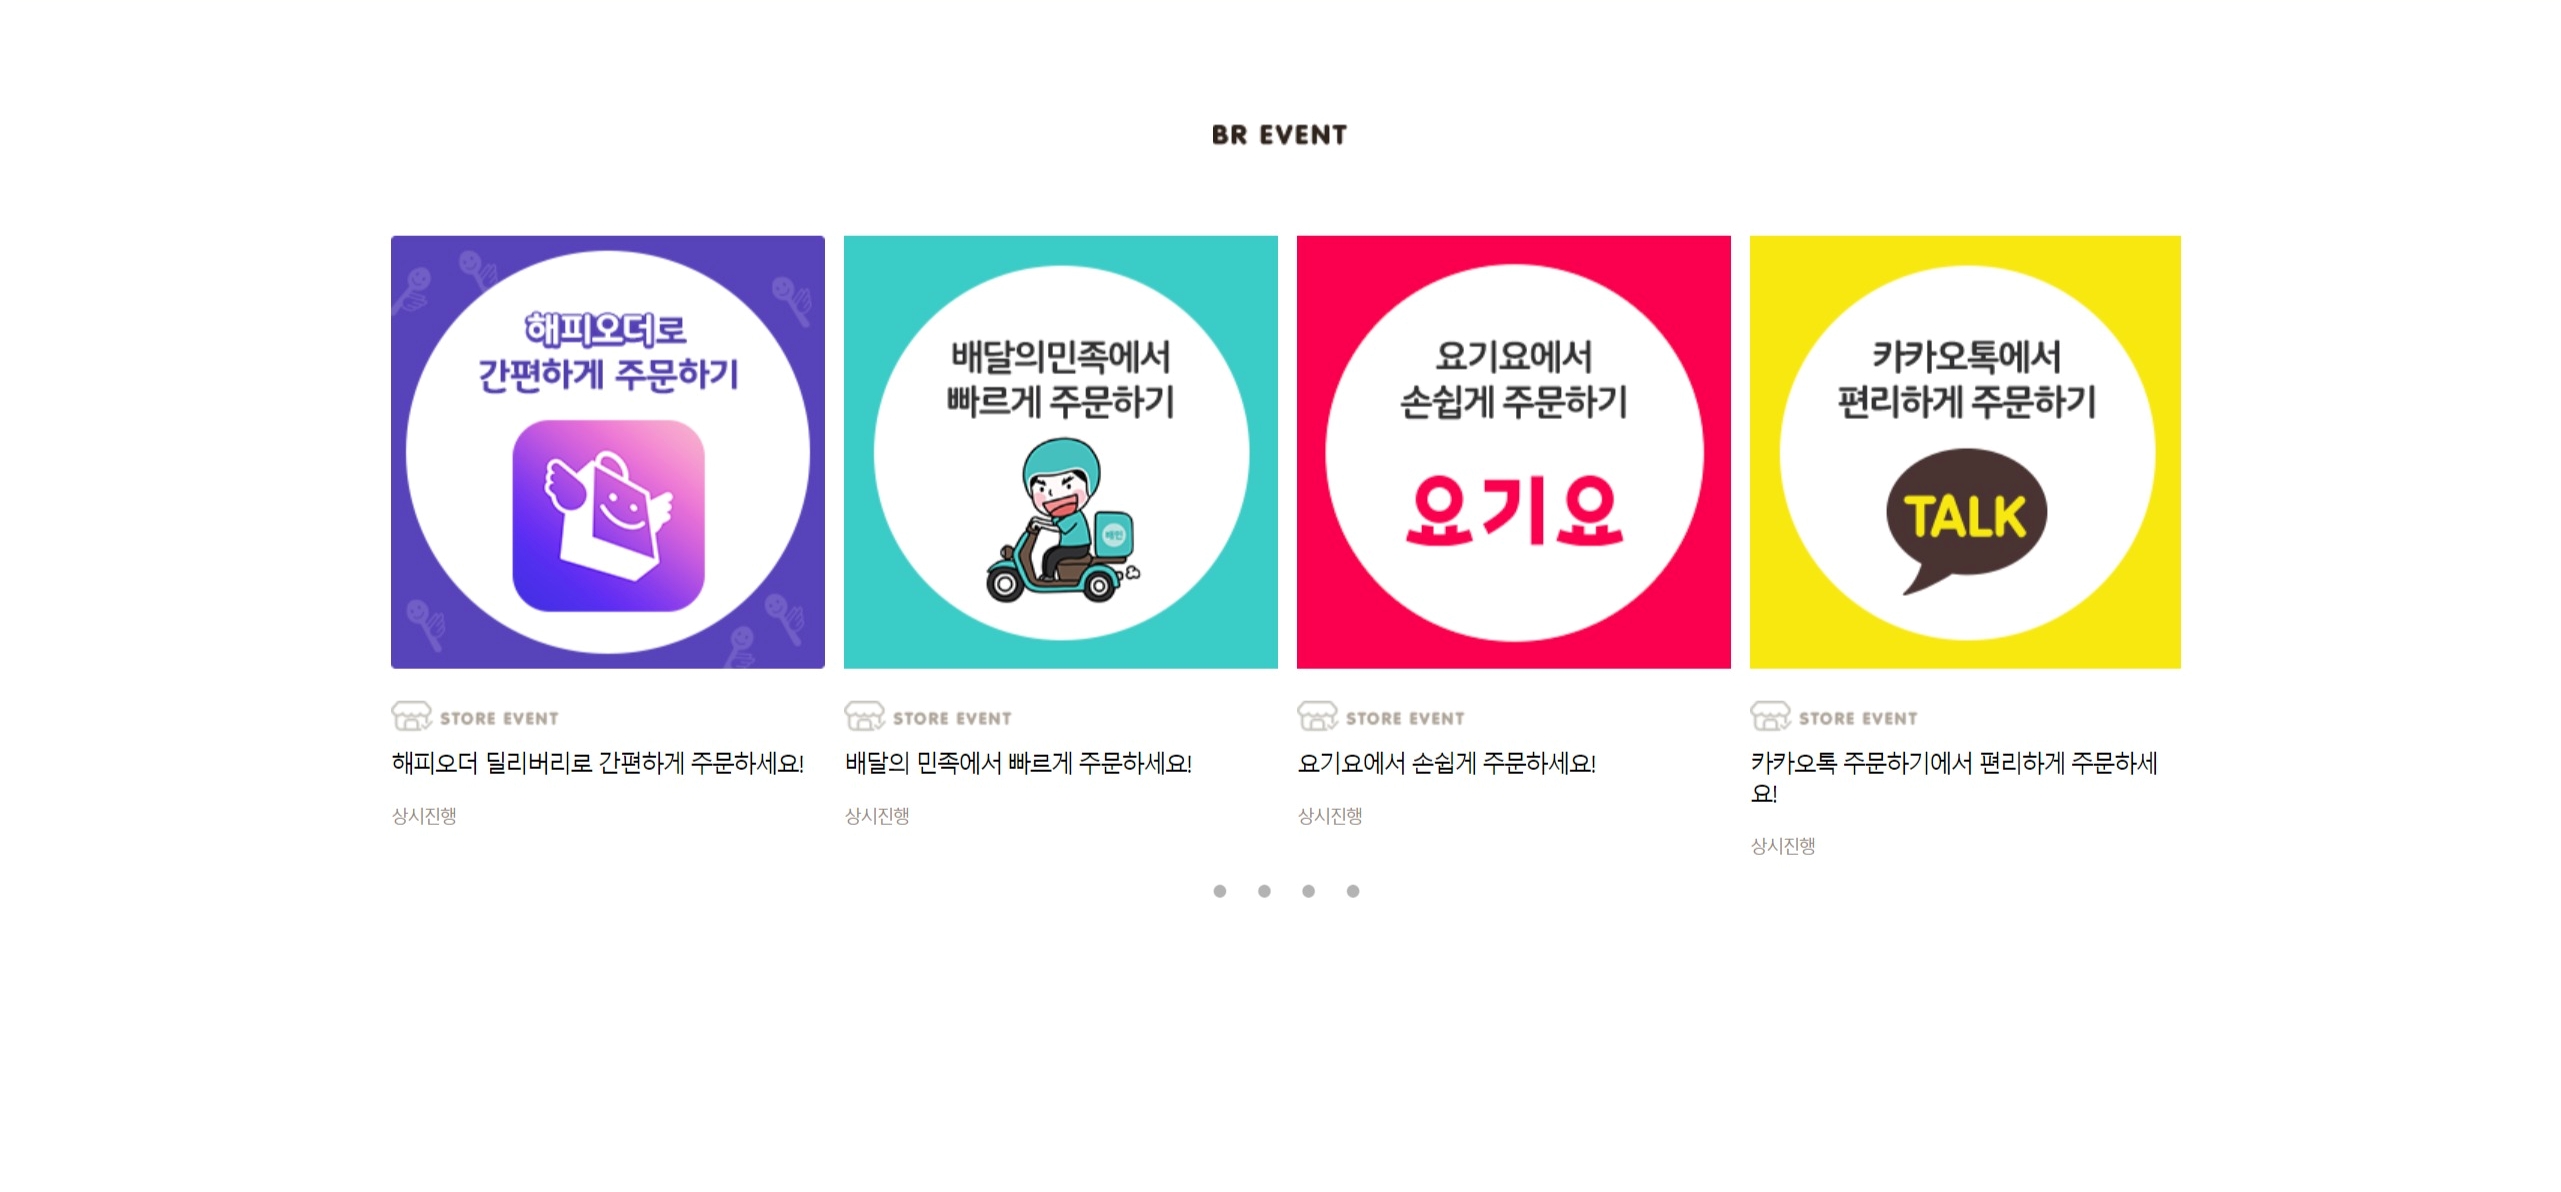 BR EVENT
해피오더로
간편하게 주문하기
배달의민족에서
빠르게 주문하기
배민
요기요에서
손쉽게 주문하기
요기요
카카오톡에서
편리하게 주문하기
TALK
STORE EVENT
해피오더 딜리버리로 간편하게 주문하세요!
상시진행
STORE EVENT
배달의 민족에서 빠르게 주문하세요!
상시진행
STORE EVENT
요기요에서 손쉽게 주문하세요!
상시진행
STORE EVENT
카카오톡 주문하기에서 편리하게 주문하세
요!
상시진행